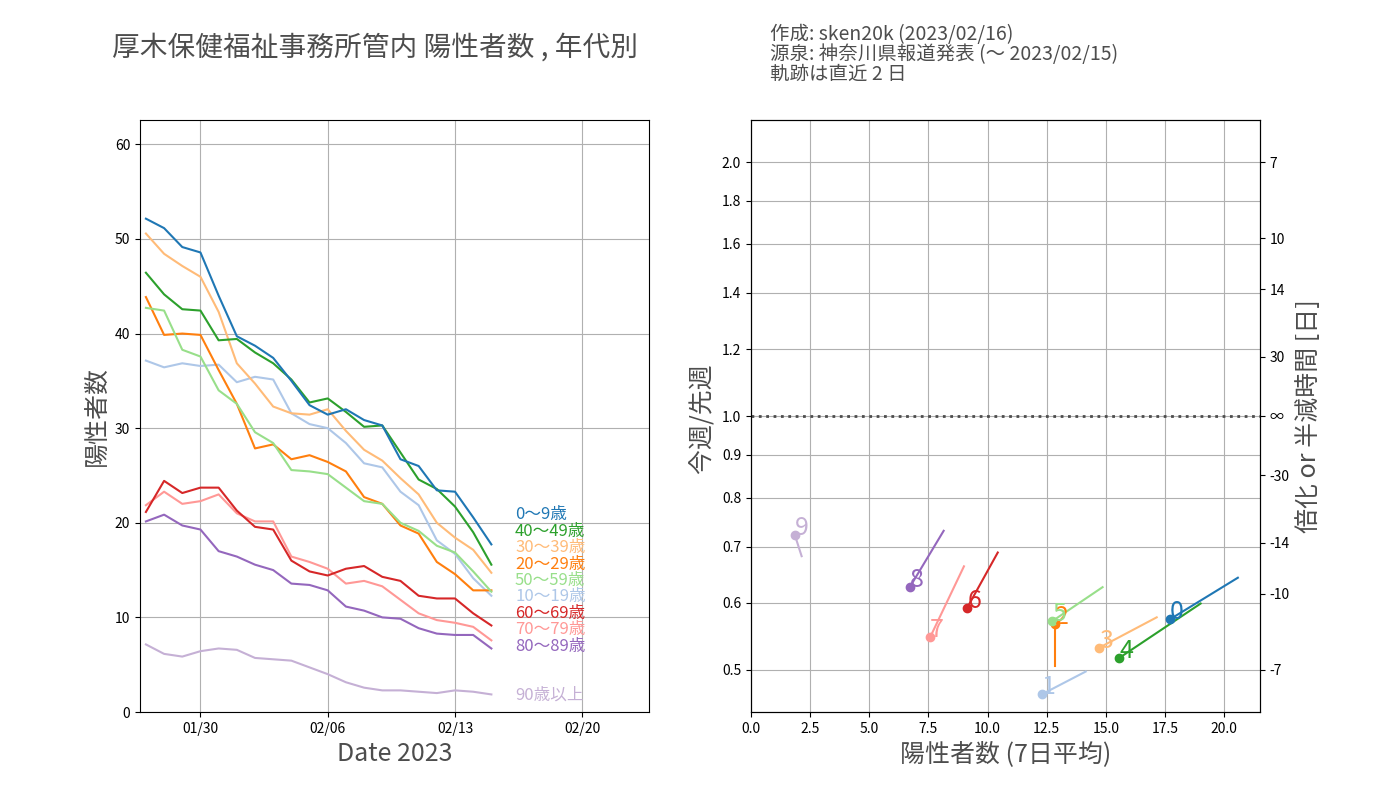 厚木保健福祉事務所管内 陽性者数 , 年代別
作成: sken20k (2023/02/16)
源泉: 神奈川県報道発表 (〜 2023/02/15)
軌跡は直近 2 日
陽性者数
60
50
40
30
20
10
0
01/30
02/06
02/13
02/20
Date 2023
0〜9歳
40〜49歳
30〜39歳
20〜29歳
50〜59歳
10〜19歳
60〜69歳
70〜79歳
80〜89歳
90歳以上
今週/先週
2.0
1.8
1.6
1.4
1.2
1.0
0.9
0.8
0.7
0.6
0.5
0.0
2.5
5.0
7.5
10.0
12.5
15.0
17.5
20.0
陽性者数 (7日平均)
7
10
14
30
∞
-30
-14
-10
-7
倍化 or 半減時間 [日]
9
8
6
7
5
2
0
3
4
1